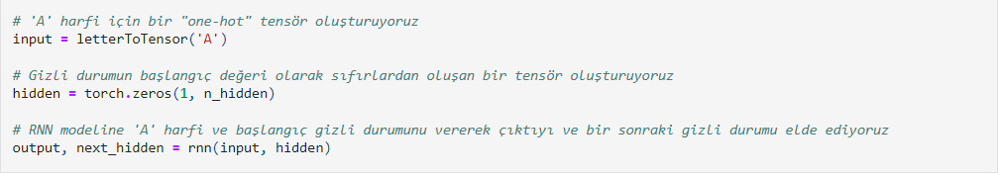 # 'A' harfi için bir "one-hot" tensör oluşturuyoruz
input = letterToTensor('A')
# Gizli durumun başlangıç değeri olarak sıfırlardan oluşan bir tensör oluşturuyoruz
hidden = torch.zeros(1, n_hidden)
# RNN modeline 'A' harfi ve başlangıç gizli durumunu vererek çıktıyı ve bir sonraki gizli durumu elde ediyoruz
output, next_hidden = rnn(input, hidden)